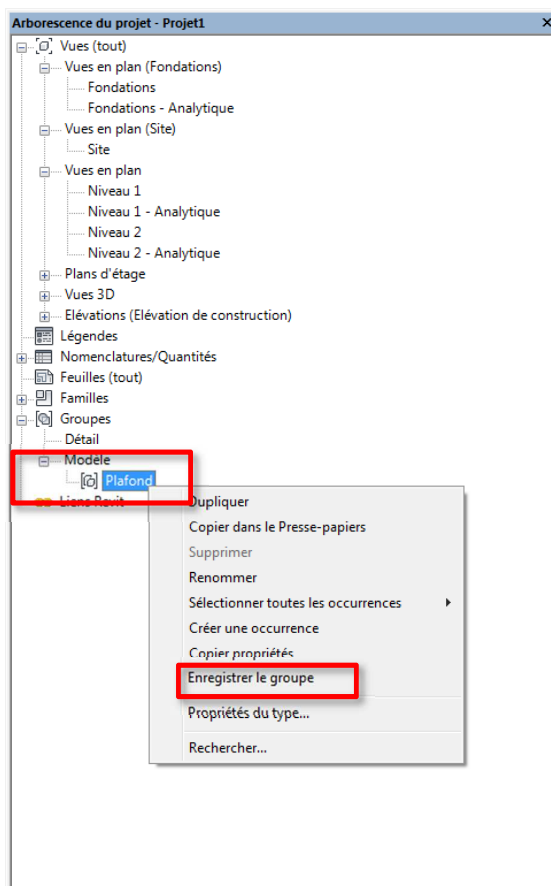 Arborescence du projet - Projet1
Vues (tout)
Vues en plan (Fondations)
Fondations
Fondations - Analytique
Vues en plan (Site)
Site
Vues en plan
Niveau 1
Niveau 1 - Analytique
Niveau 2
Niveau 2 - Analytique
Plans d'étage
Vues 3D
Elévations (Elévation de construction)
Légendes
Nomenclatures/Quantités
Feuilles (tout)
Familles
Groupes
Détail
Modèle
Plafond
Liens Revit
Dupliquer
Copier dans le Presse-papiers
Supprimer
Renommer
Sélectionner toutes les occurrences
Créer une occurrence
Copier propriétés
Enregistrer le groupe
Propriétés du type...
Rechercher...